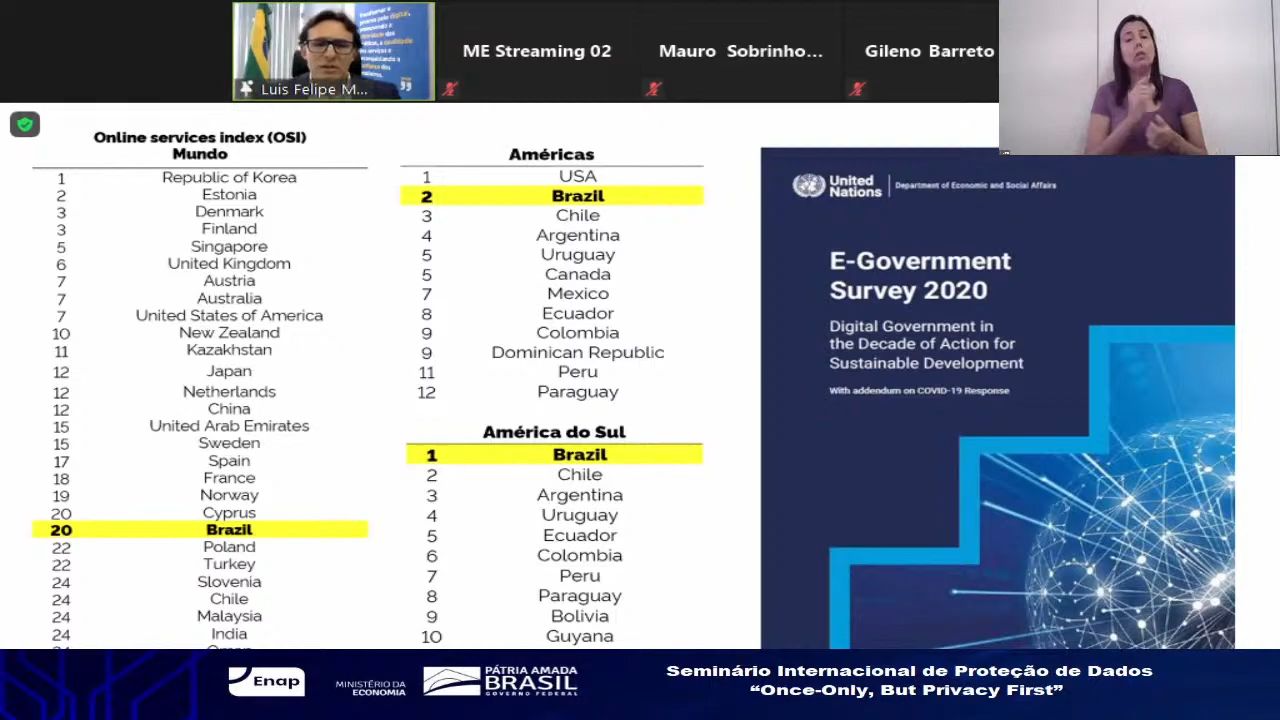 ME Streaming 02
Mauro Sobrinho...
Gileno Barreto
Luis Felipe M...
Online services index (OSI)
Mundo
1 Republic of Korea
2 Estonia
3 Denmark
3 Finland
5 Singapore
6 United Kingdom
7 Austria
7 Australia
7 United States of America
10 New Zealand
11 Kazakhstan
12 Japan
12 Netherlands
12 China
15 United Arab Emirates
15 Sweden
17 Spain
18 France
19 Norway
20 Cyprus
20 Brazil
22 Poland
22 Turkey
24 Slovenia
24 Chile
24 Malaysia
24 India
Américas
1 USA
2 Brazil
3 Chile
4 Argentina
5 Uruguay
5 Canada
7 Mexico
8 Ecuador
9 Colombia
9 Dominican Republic
11 Peru
12 Paraguay
América do Sul
1 Brazil
2 Chile
3 Argentina
4 Uruguay
5 Ecuador
6 Colombia
7 Peru
8 Paraguay
9 Bolivia
10 Guyana
United
Nations
Department of Economic and Social Affairs
E-Government
Survey 2020
Digital Government in
the Decade of Action for
Sustainable Development
With addendum on COVID-19 Response
Enap
MINISTÉRIO DA
ECONOMIA
PÁTRIA AMADA
BRASIL
GOVERNO FEDERAL
Seminário Internacional de Proteção de Dados
“Once-Only, But Privacy First”